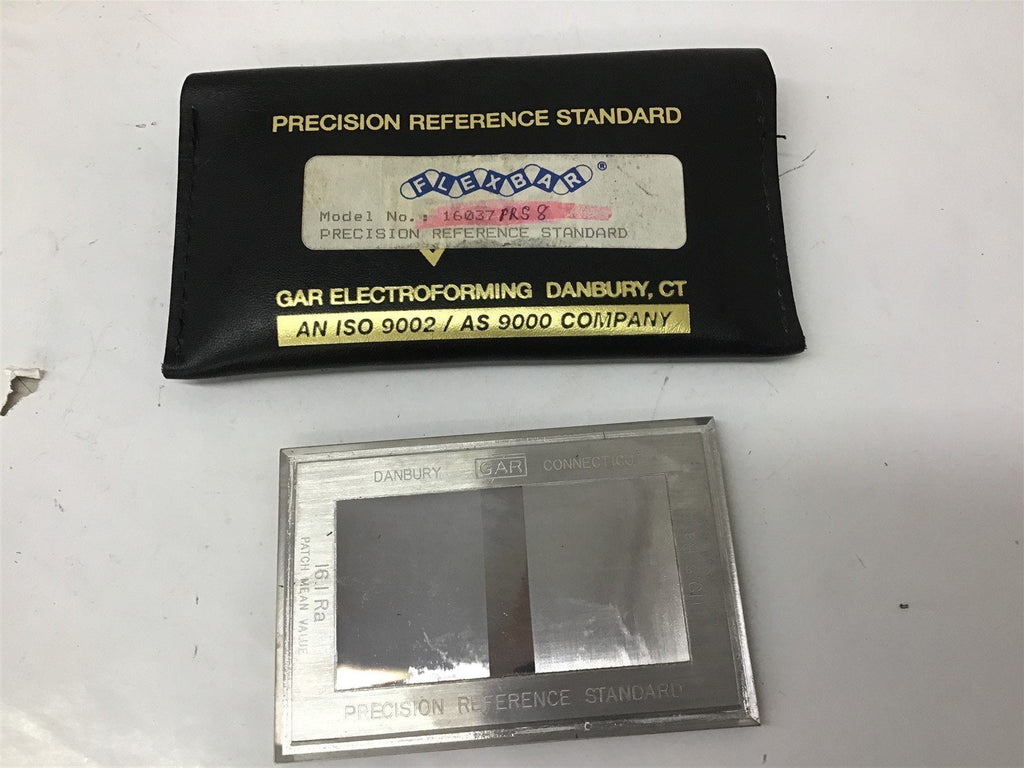 PRECISION REFERENCE STANDARD
FLEXBAR®
Model No.: 16037 PRS 8
PRECISION REFERENCE STANDARD
GAR ELECTROFORMING DANBURY, CT
AN ISO 9002 / AS 9000 COMPANY
DANBURY GAR CONNECTICUT
16.1 Ra
PATCH MEAN VALUE
PRECISION REFERENCE STANDARD